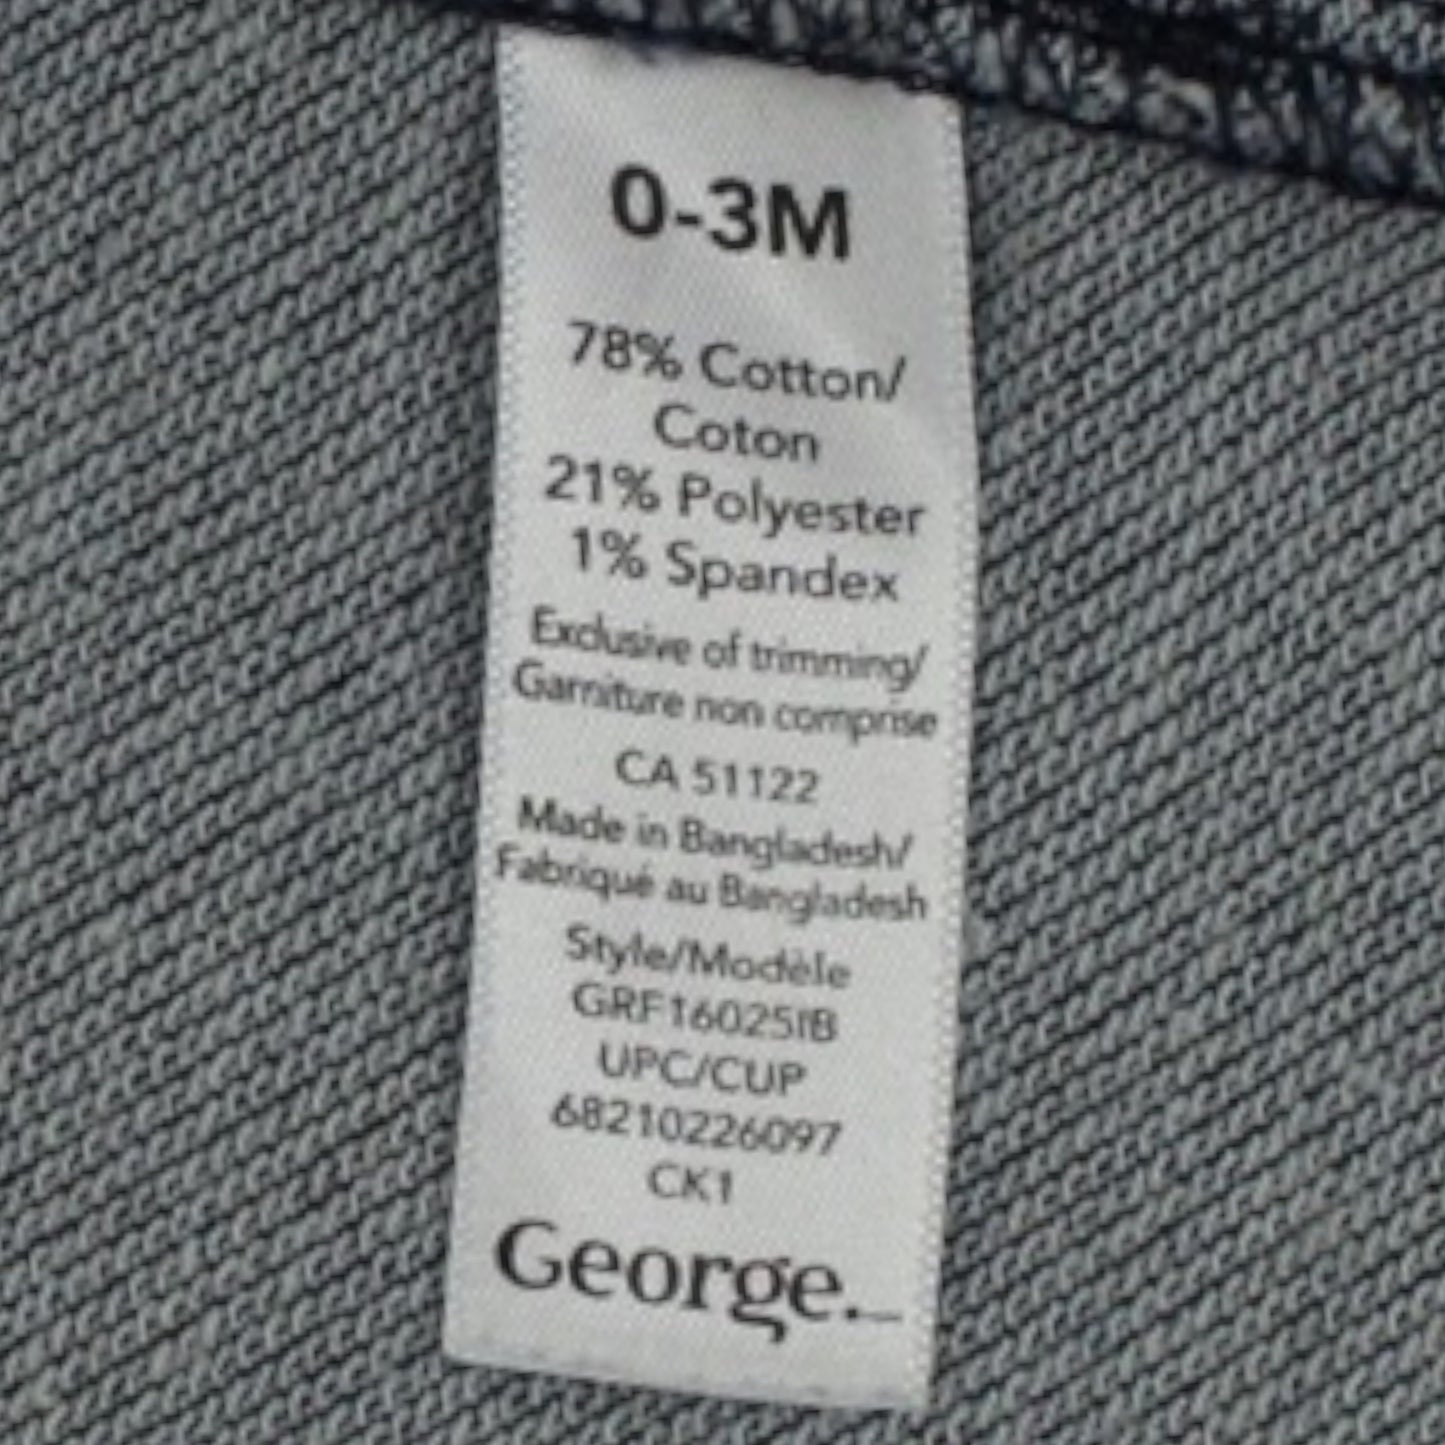 0-3M
78% Cotton/
Coton
21% Polyester
1% Spandex
Exclusive of trimming/
Garniture non comprise
CA 51122
Made in Bangladesh/
Fabriqué au Bangladesh
Style/Modèle
GRF16025IB
UPC/CUP
68210226097
CK1
George.